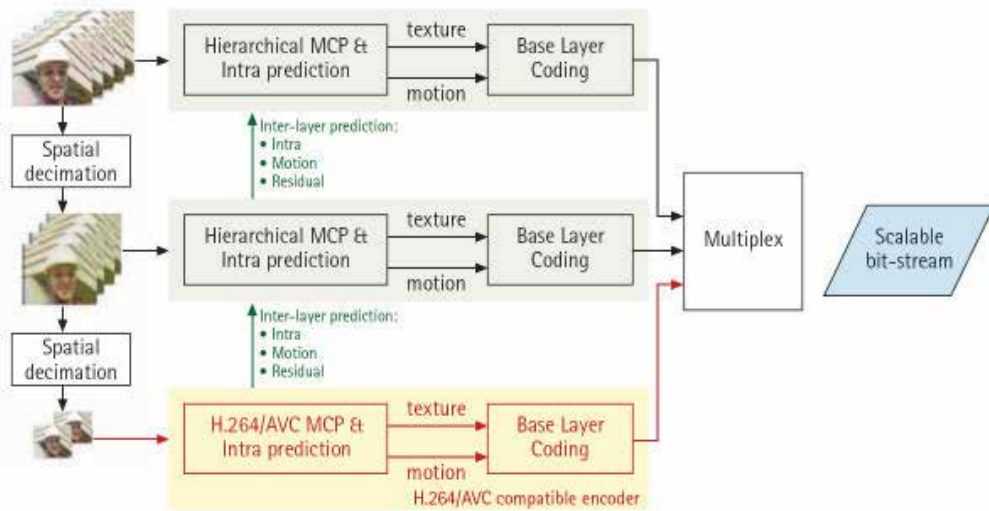 Hierarchical MCP &
Intra prediction
texture
motion
Base Layer
Coding
Inter-layer prediction:
• Intra
• Motion
• Residual
Spatial
decimation
Hierarchical MCP &
Intra prediction
texture
motion
Base Layer
Coding
Multiplex
Scalable
bit-stream
Inter-layer prediction:
• Intra
• Motion
• Residual
Spatial
decimation
H.264/AVC MCP &
Intra prediction
texture
motion
Base Layer
Coding
H.264/AVC compatible encoder